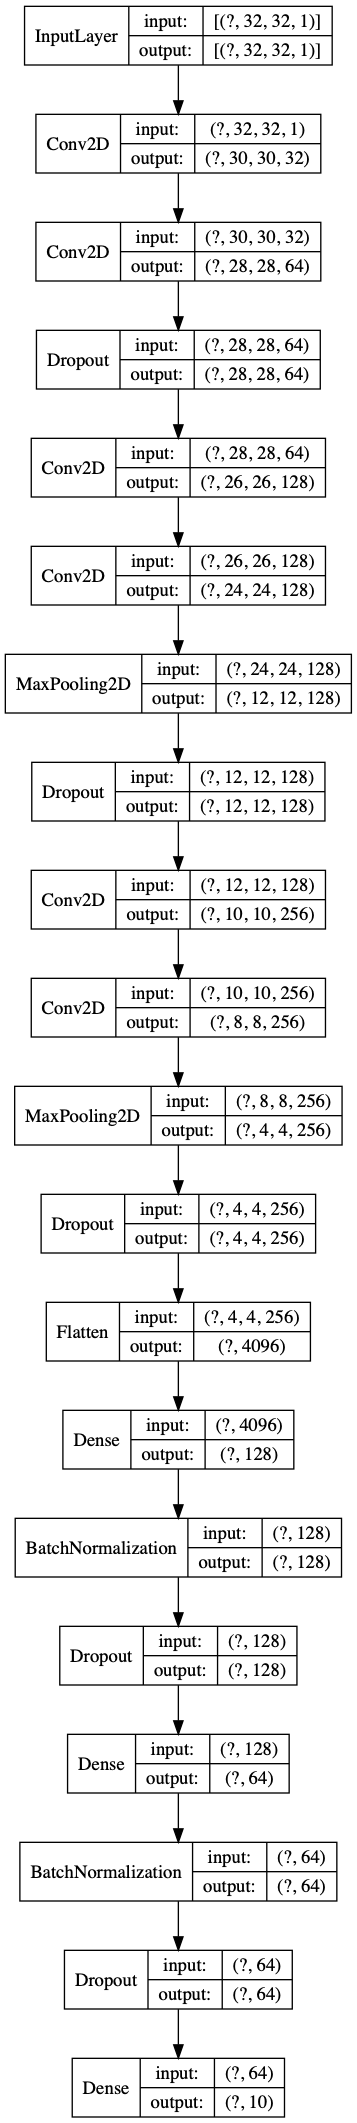 InputLayer
input: [(?, 32, 32, 1)]
output: [(?, 32, 32, 1)]
Conv2D
input: (?, 32, 32, 1)
output: (?, 30, 30, 32)
Conv2D
input: (?, 30, 30, 32)
output: (?, 28, 28, 64)
Dropout
input: (?, 28, 28, 64)
output: (?, 28, 28, 64)
Conv2D
input: (?, 28, 28, 64)
output: (?, 26, 26, 128)
Conv2D
input: (?, 26, 26, 128)
output: (?, 24, 24, 128)
MaxPooling2D
input: (?, 24, 24, 128)
output: (?, 12, 12, 128)
Dropout
input: (?, 12, 12, 128)
output: (?, 12, 12, 128)
Conv2D
input: (?, 12, 12, 128)
output: (?, 10, 10, 256)
Conv2D
input: (?, 10, 10, 256)
output: (?, 8, 8, 256)
MaxPooling2D
input: (?, 8, 8, 256)
output: (?, 4, 4, 256)
Dropout
input: (?, 4, 4, 256)
output: (?, 4, 4, 256)
Flatten
input: (?, 4, 4, 256)
output: (?, 4096)
Dense
input: (?, 4096)
output: (?, 128)
BatchNormalization
input: (?, 128)
output: (?, 128)
Dropout
input: (?, 128)
output: (?, 128)
Dense
input: (?, 128)
output: (?, 64)
BatchNormalization
input: (?, 64)
output: (?, 64)
Dropout
input: (?, 64)
output: (?, 64)
Dense
input: (?, 64)
output: (?, 10)